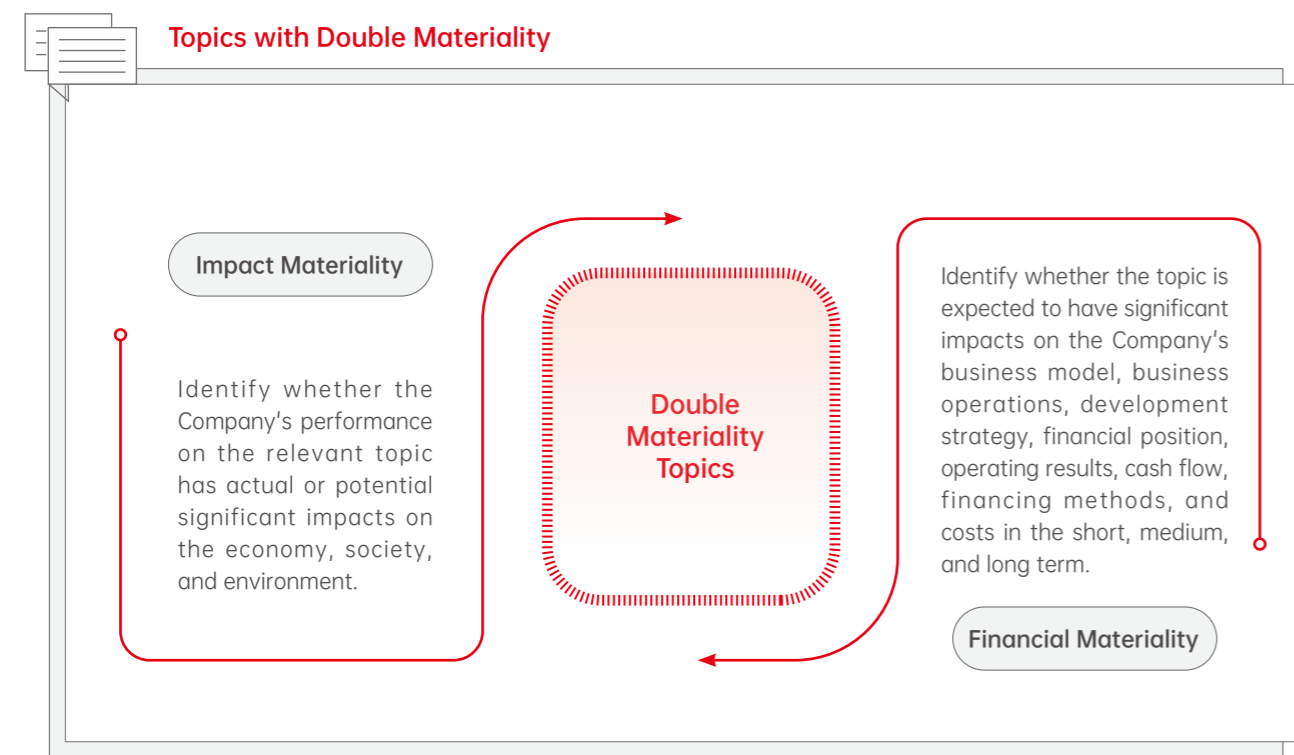 Topics with Double Materiality
Impact Materiality
Identify whether the
Company's performance
on the relevant topic
has actual or potential
significant impacts on
the economy, society,
and environment.
Double
Materiality
Topics
Identify whether the topic is
expected to have significant
impacts on the Company's
business model, business
operations, development
strategy, financial position,
operating results, cash flow,
financing methods, and
costs in the short, medium,
and long term.
Financial Materiality